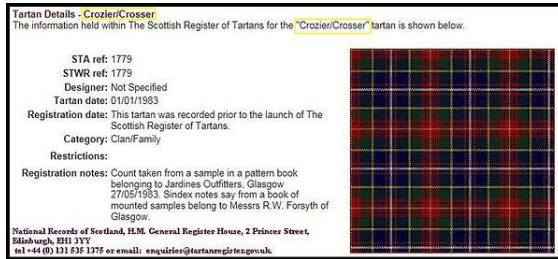 Tartan Details - Crozier/Crosser
The information held within The Scottish Register of Tartans for the "Crozier/Crosser" tartan is shown below.
STA ref: 1779
STWR ref: 1779
Designer: Not Specified
Tartan date: 01/01/1983
Registration date: This tartan was recorded prior to the launch of The
Scottish Register of Tartans.
Category: Clan/Family
Restrictions:
Registration notes: Count taken from a sample in a pattern book
belonging to Jardines Outfitters, Glasgow
27/05/1983. Sindex notes say from a book of
mounted samples belong to Messrs R.W. Forsyth of
Glasgow.
National Records of Scotland, H.M. General Register House, 2 Princes Street,
Edinburgh, EH1 3YY
tel +44 (0) 131 535 1375 or email: enquiries@tartanregister.gov.uk.